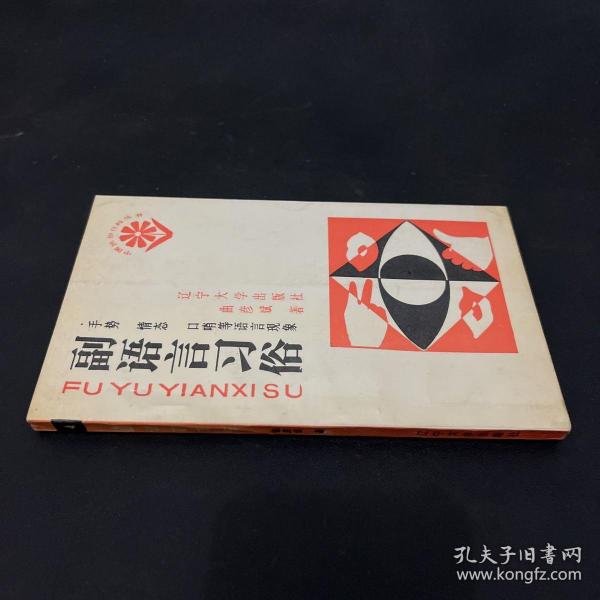 辽宁大学出版社
曲彦斌 著
·手势 情态 口哨等语言现象
副语言习俗
FU YU YIANXI SU
孔夫子旧书网
www.kongfz.com